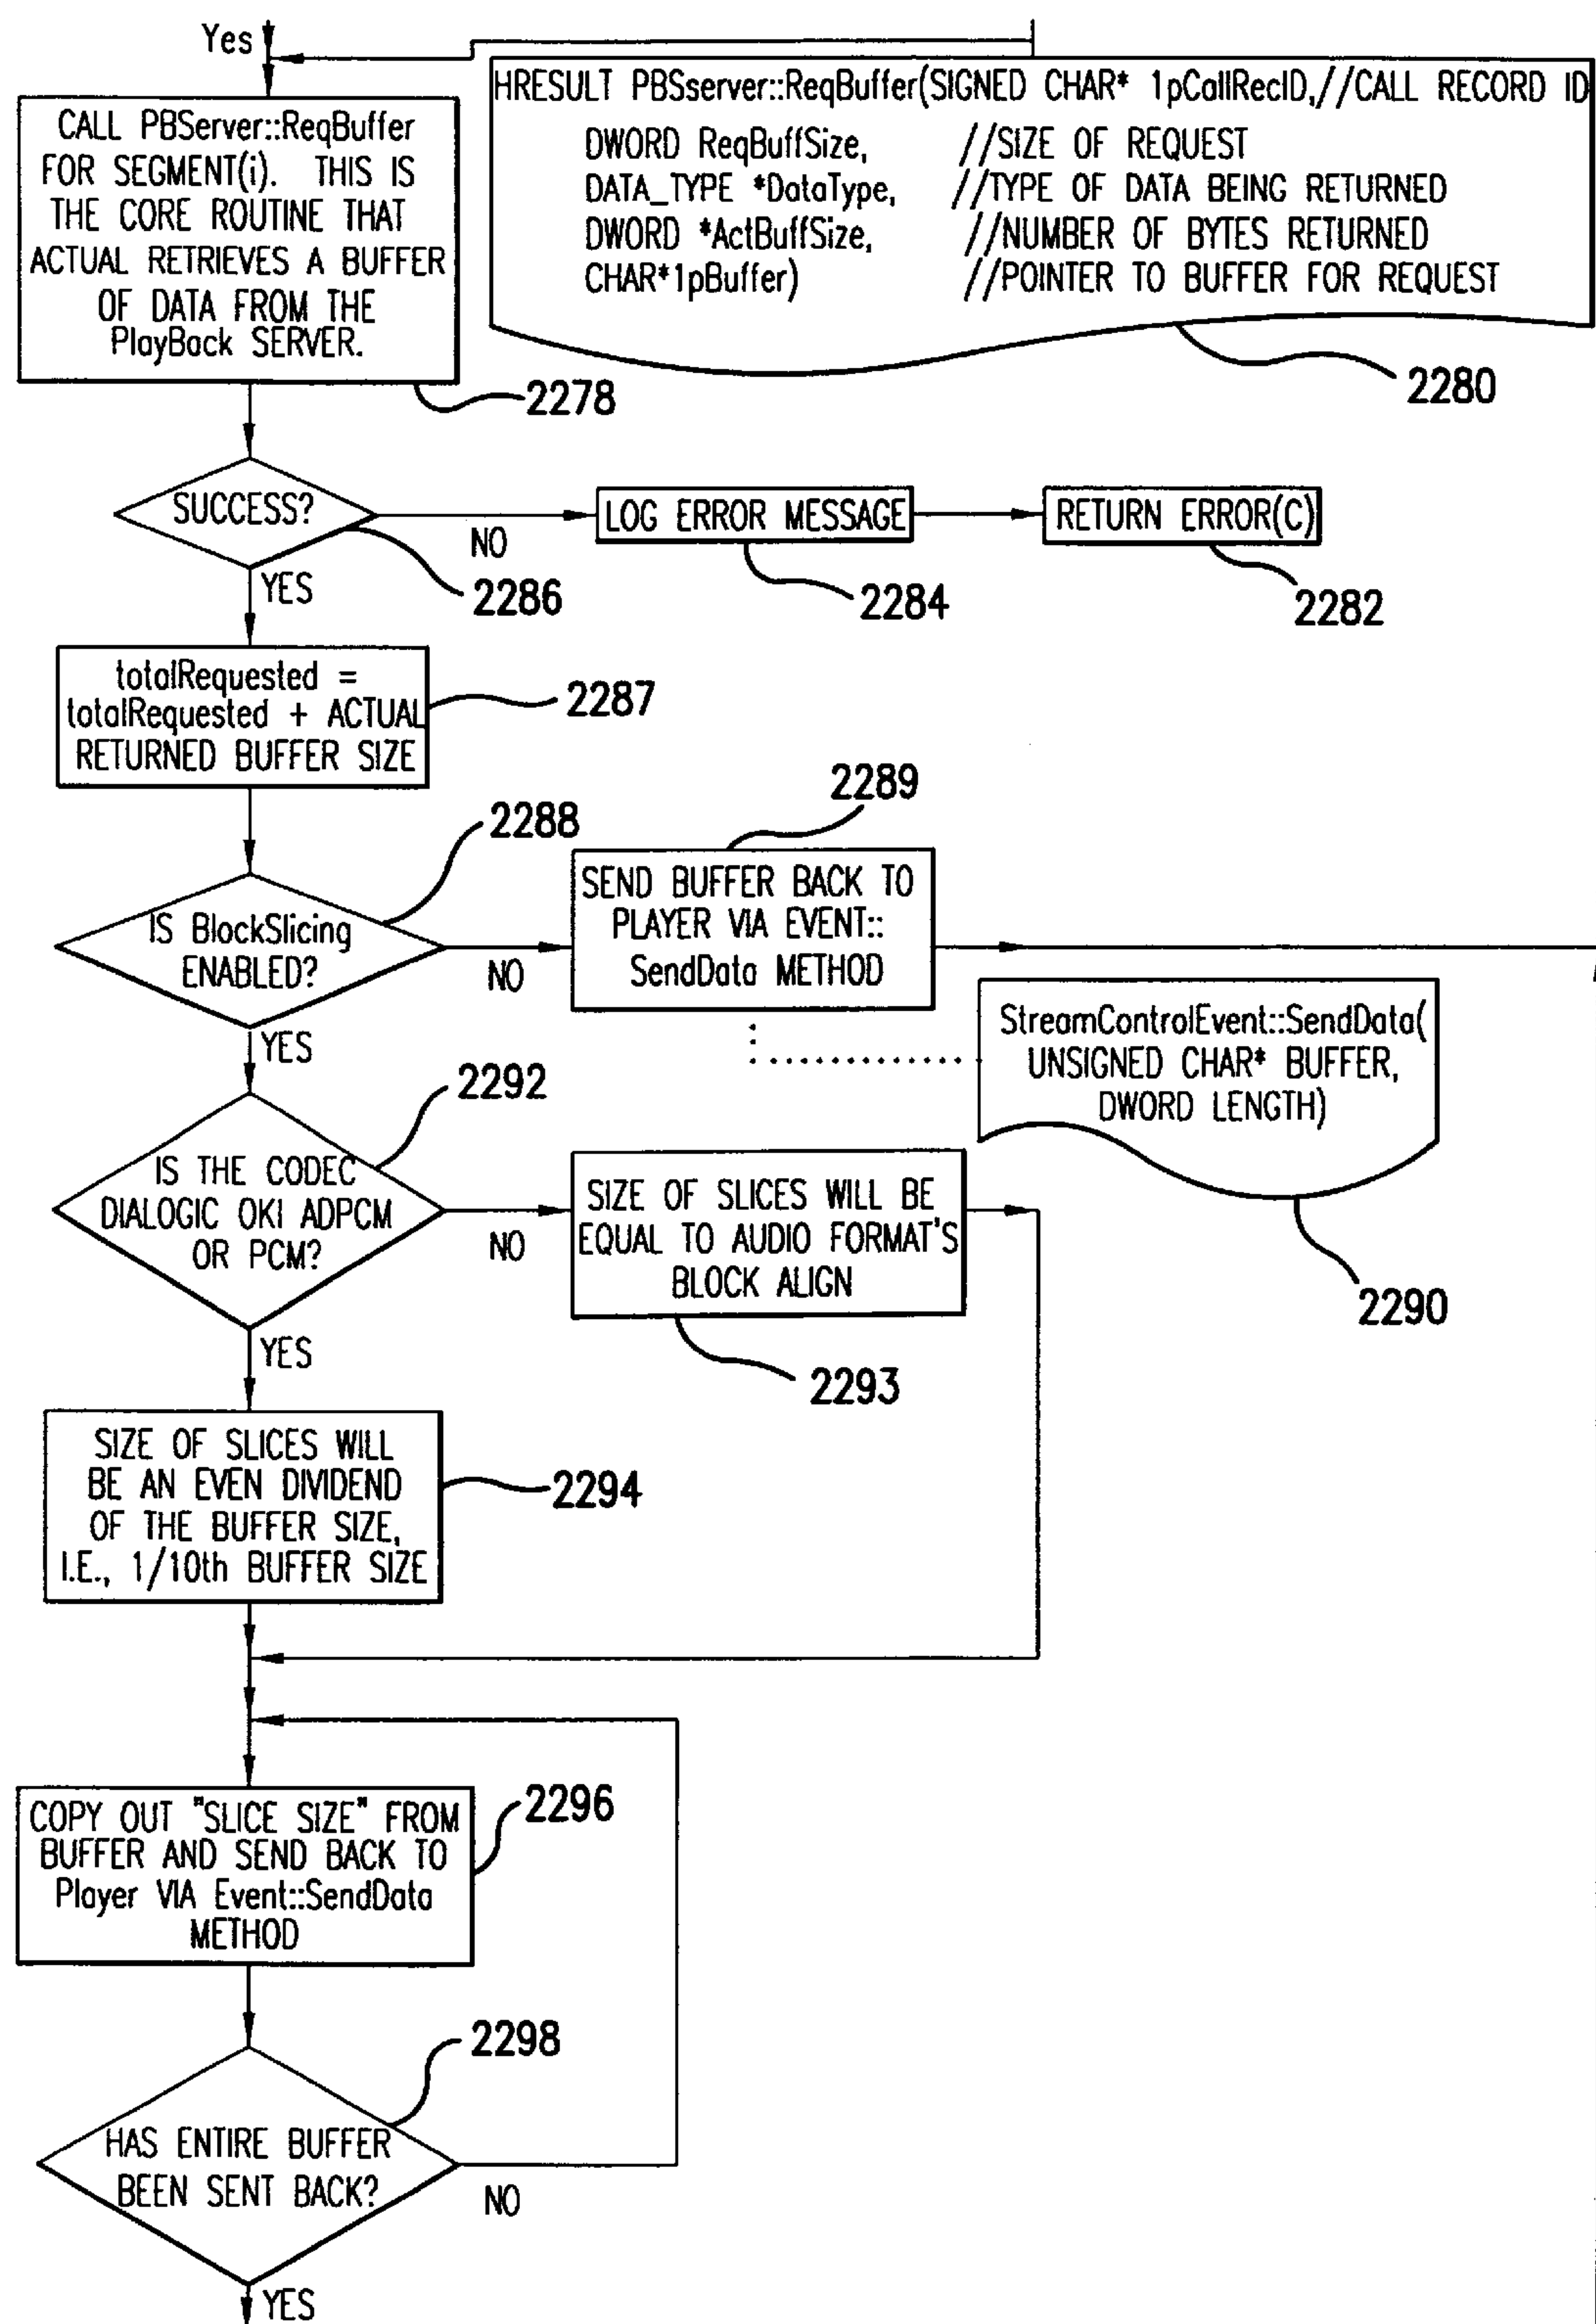 Yes
HRESULT PBSserver::ReqBuffer(SIGNED CHAR* 1pCallRecID,//CALL RECORD ID
DWORD ReqBuffSize, //SIZE OF REQUEST
DATA_TYPE *DataType, //TYPE OF DATA BEING RETURNED
DWORD *ActBuffSize, //NUMBER OF BYTES RETURNED
CHAR*1pBuffer) //POINTER TO BUFFER FOR REQUEST
2280
CALL PBServer::ReqBuffer
FOR SEGMENT(i). THIS IS
THE CORE ROUTINE THAT
ACTUAL RETRIEVES A BUFFER
OF DATA FROM THE
PlayBack SERVER.
2278
SUCCESS?
NO
LOG ERROR MESSAGE
RETURN ERROR(C)
2286
2284
2282
YES
totalRequested =
totalRequested + ACTUAL
RETURNED BUFFER SIZE
2287
2288
2289
IS BlockSlicing
ENABLED?
NO
SEND BUFFER BACK TO
PLAYER VIA EVENT::
SendData METHOD
YES
StreamControlEvent::SendData(
UNSIGNED CHAR* BUFFER,
DWORD LENGTH)
2290
2292
IS THE CODEC
DIALOGIC OKI ADPCM
OR PCM?
NO
SIZE OF SLICES WILL BE
EQUAL TO AUDIO FORMAT'S
BLOCK ALIGN
2293
YES
SIZE OF SLICES WILL
BE AN EVEN DIVIDEND
OF THE BUFFER SIZE,
I.E., 1/10th BUFFER SIZE
2294
COPY OUT "SLICE SIZE" FROM
BUFFER AND SEND BACK TO
Player VIA Event::SendData
METHOD
2296
2298
HAS ENTIRE BUFFER
BEEN SENT BACK?
NO
YES